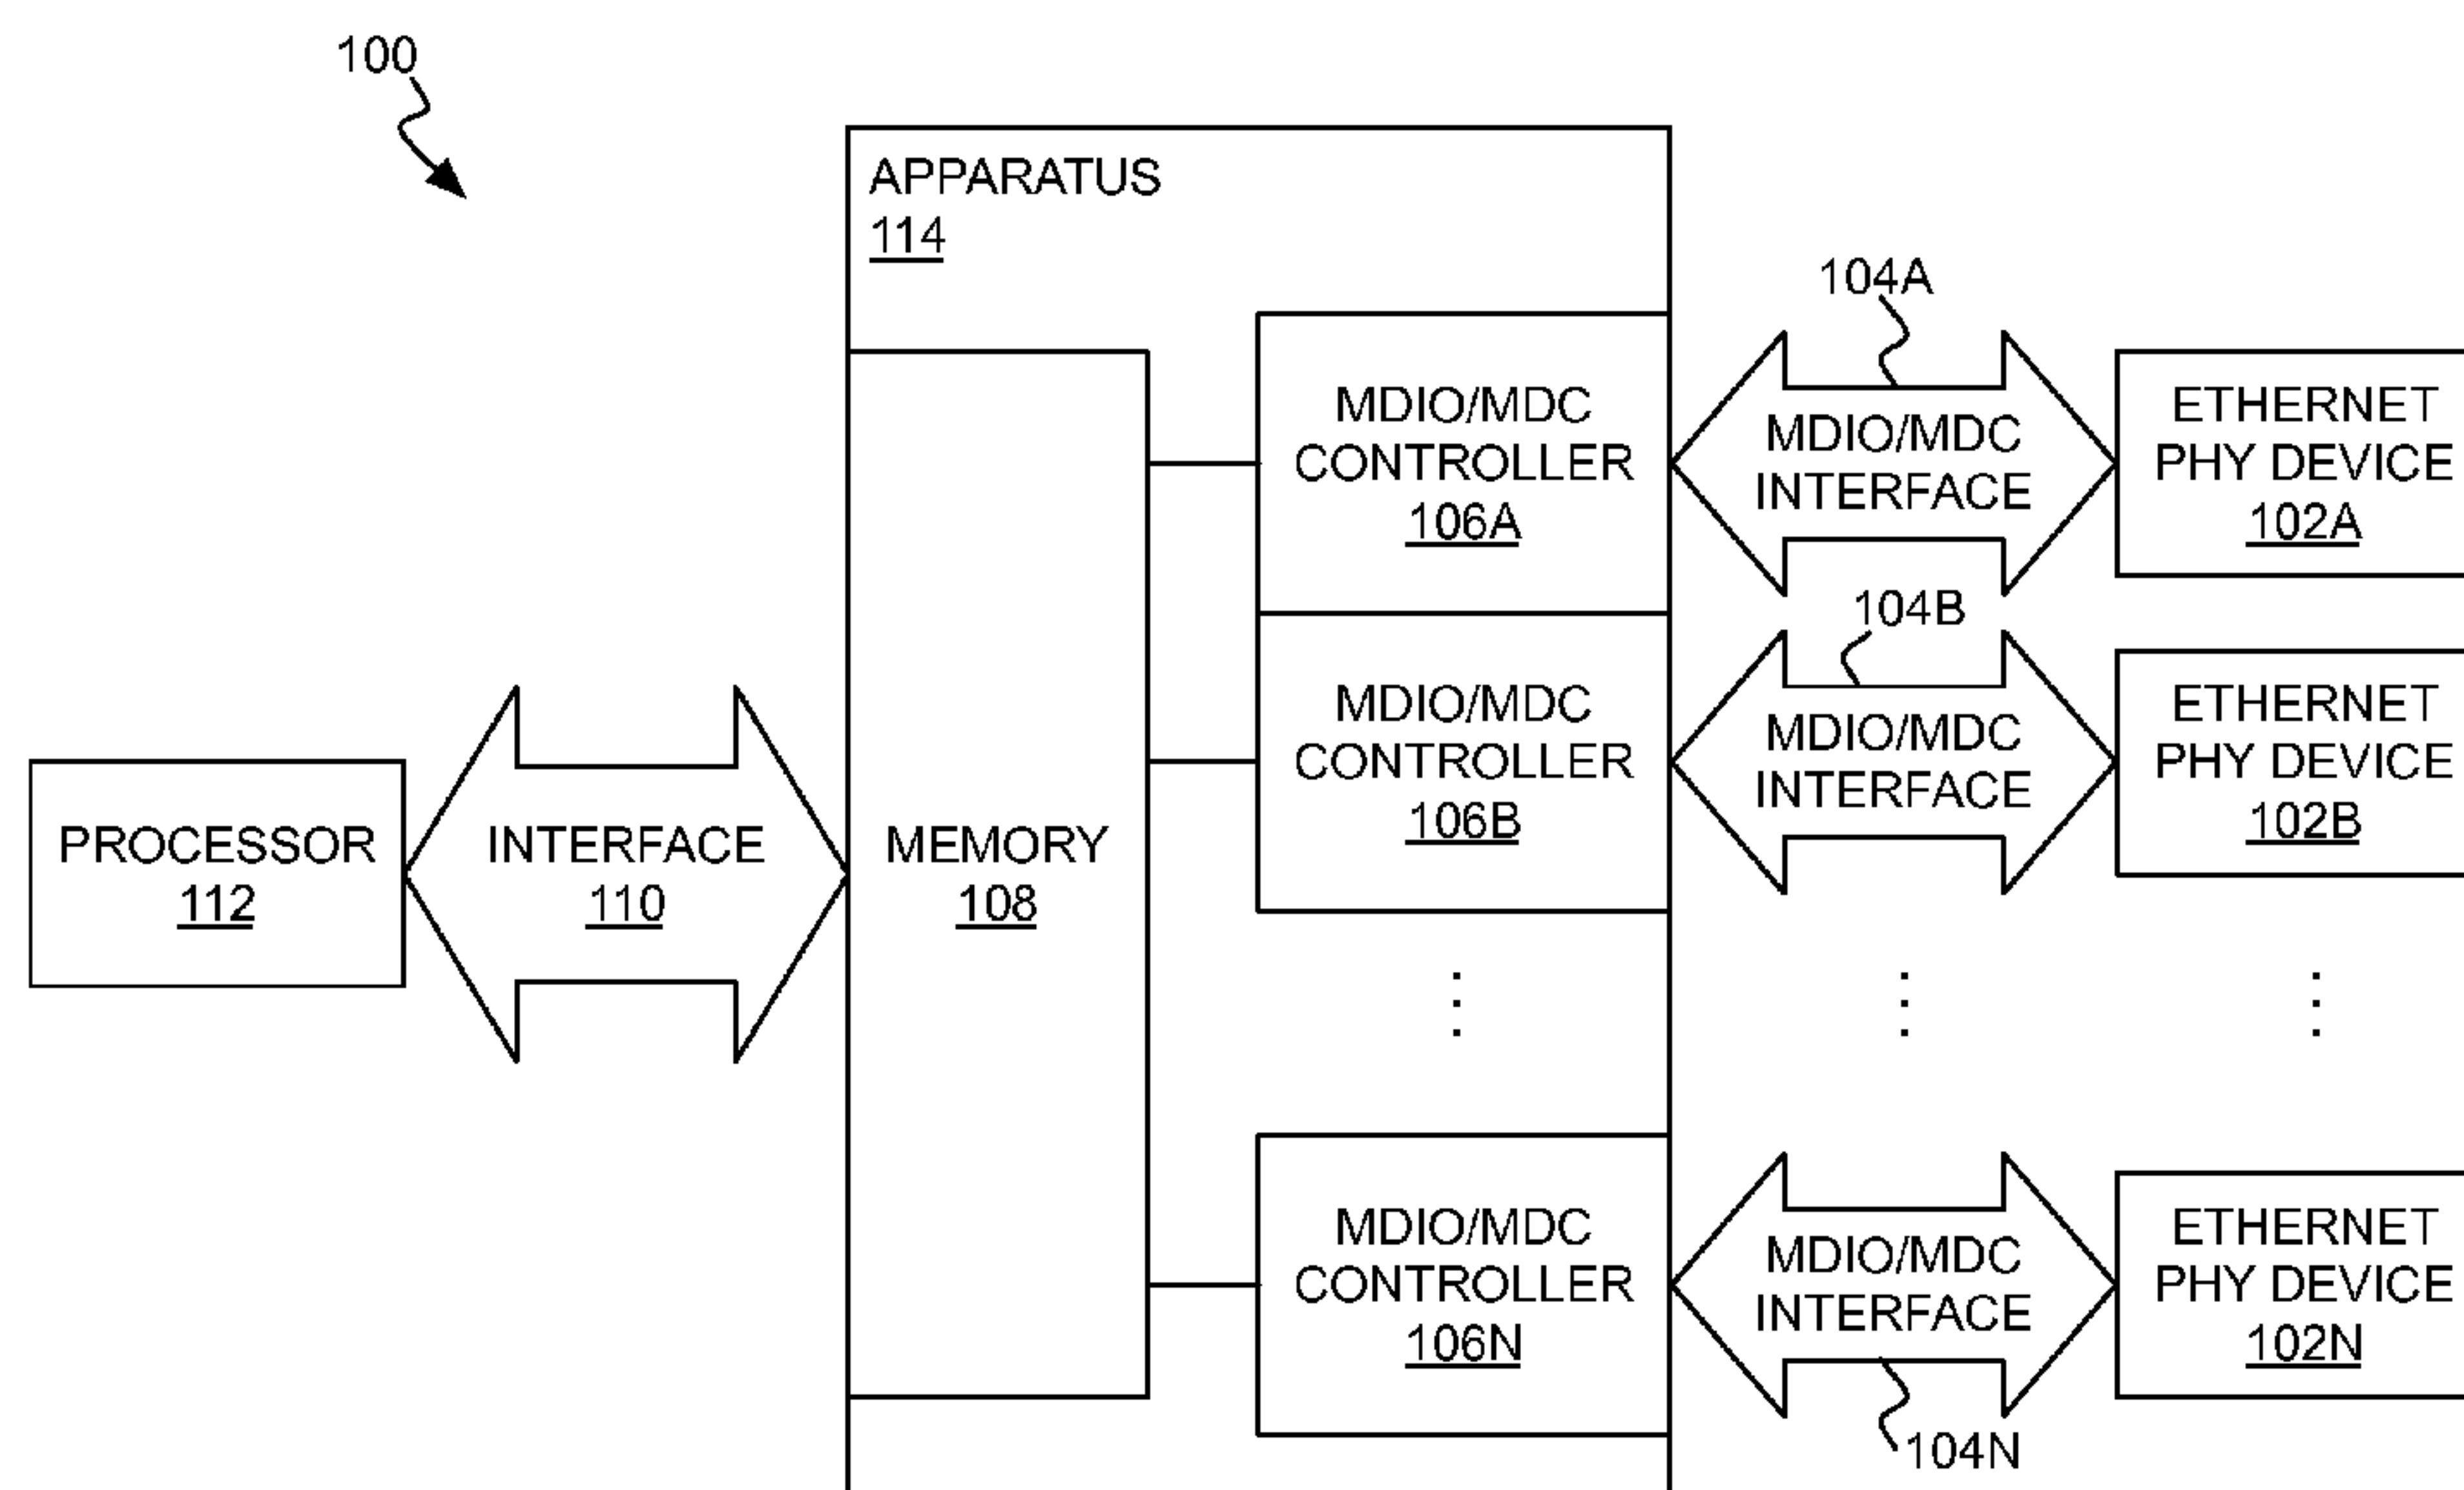 100
APPARATUS
114
104A
MDIO/MDC
CONTROLLER
106A
MDIO/MDC
INTERFACE
ETHERNET
PHY DEVICE
102A
104B
MDIO/MDC
CONTROLLER
106B
MDIO/MDC
INTERFACE
ETHERNET
PHY DEVICE
102B
PROCESSOR
112
INTERFACE
110
MEMORY
108
MDIO/MDC
CONTROLLER
106N
MDIO/MDC
INTERFACE
ETHERNET
PHY DEVICE
102N
104N